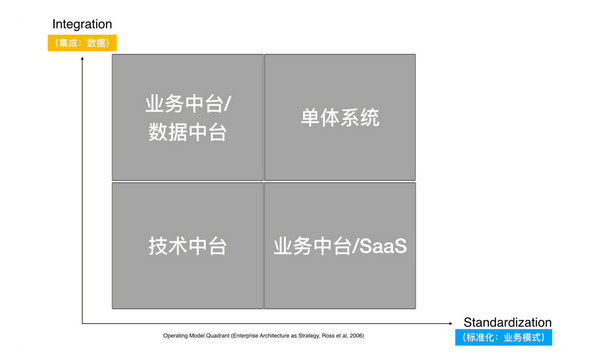 Integration
（集成：数据）
业务中台/
数据中台
单体系统
技术中台
业务中台/SaaS
Standardization
（标准化：业务模式）
Operating Model Quadrant (Enterprise Architecture as Strategy, Ross et al, 2006)